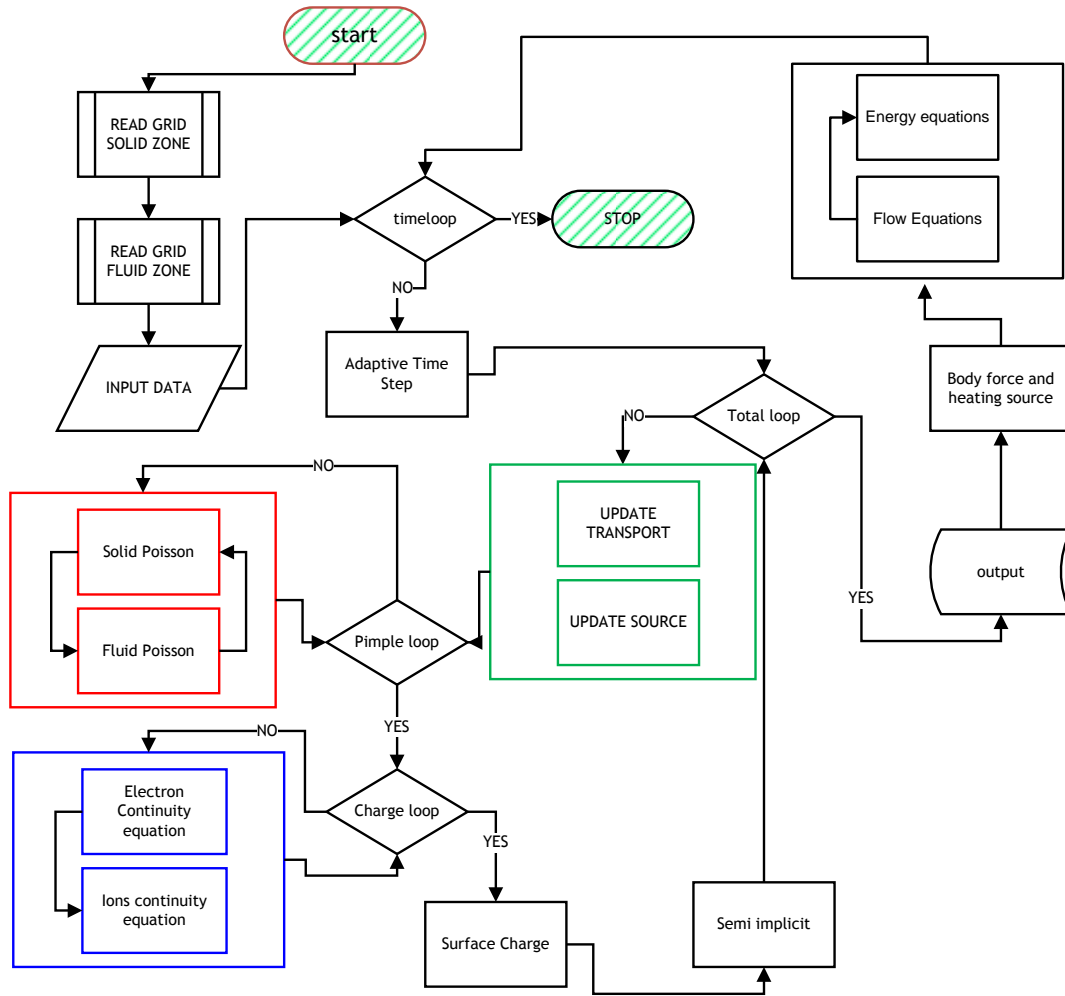 start
READ GRID
SOLID ZONE
READ GRID
FLUID ZONE
INPUT DATA
timeloop
YES
STOP
NO
Adaptive Time
Step
Energy equations
Flow Equations
Body force and
heating source
Total loop
NO
YES
output
UPDATE
TRANSPORT
UPDATE SOURCE
NO
Solid Poisson
Fluid Poisson
Pimple loop
YES
NO
Electron
Continuity
equation
Ions continuity
equation
Charge loop
YES
Surface Charge
Semi implicit